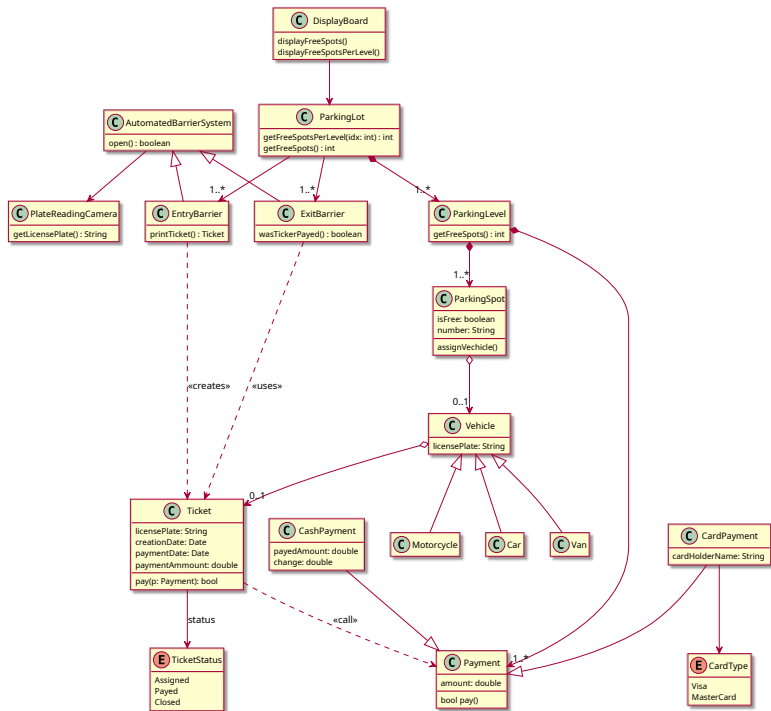 C DisplayBoard
displayFreeSpots()
displayFreeSpotsPerLevel()
C AutomatedBarrierSystem
open() : boolean
C ParkingLot
getFreeSpotsPerLevel(idx: int) : int
getFreeSpots() : int
1..*
1..*
1..*
C PlateReadingCamera
getLicensePlate() : String
C EntryBarrier
printTicket() : Ticket
C ExitBarrier
wasTickerPayed() : boolean
C ParkingLevel
getFreeSpots() : int
1..*
C ParkingSpot
isFree: boolean
number: String
assignVechicle()
«creates»
«uses»
0..1
C Vehicle
licensePlate: String
0..1
C Ticket
licensePlate: String
creationDate: Date
paymentDate: Date
paymentAmmount: double
pay(p: Payment): bool
C CashPayment
payedAmount: double
change: double
C Motorcycle
C Car
C Van
C CardPayment
cardHolderName: String
status
«call»
1..*
E TicketStatus
Assigned
Payed
Closed
C Payment
amount: double
bool pay()
E CardType
Visa
MasterCard